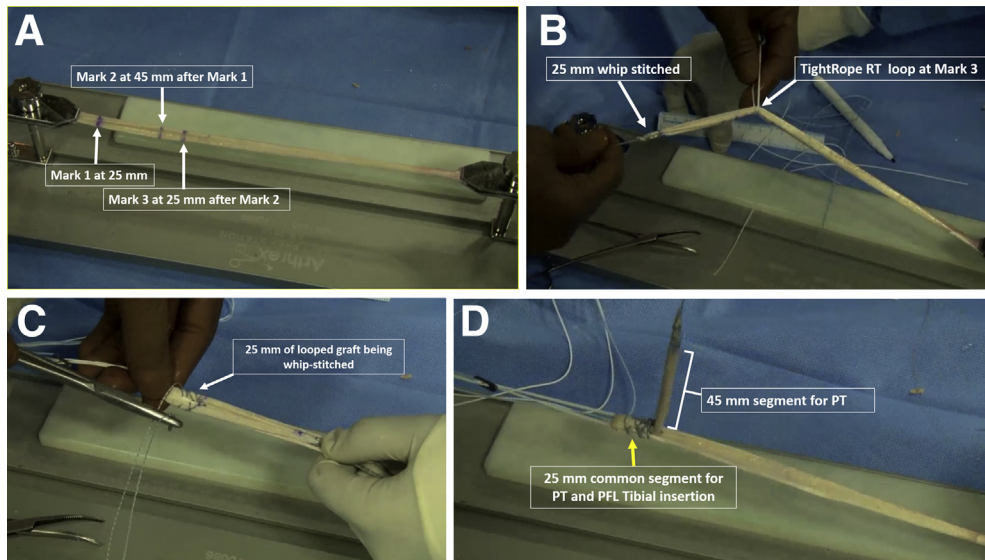 A
Mark 2 at 45 mm after Mark 1
Mark 1 at 25 mm
Mark 3 at 25 mm after Mark 2
B
25 mm whip stitched
TightRope RT loop at Mark 3
C
25 mm of looped graft being
whip-stitched
D
45 mm segment for PT
25 mm common segment for
PT and PFL Tibial insertion